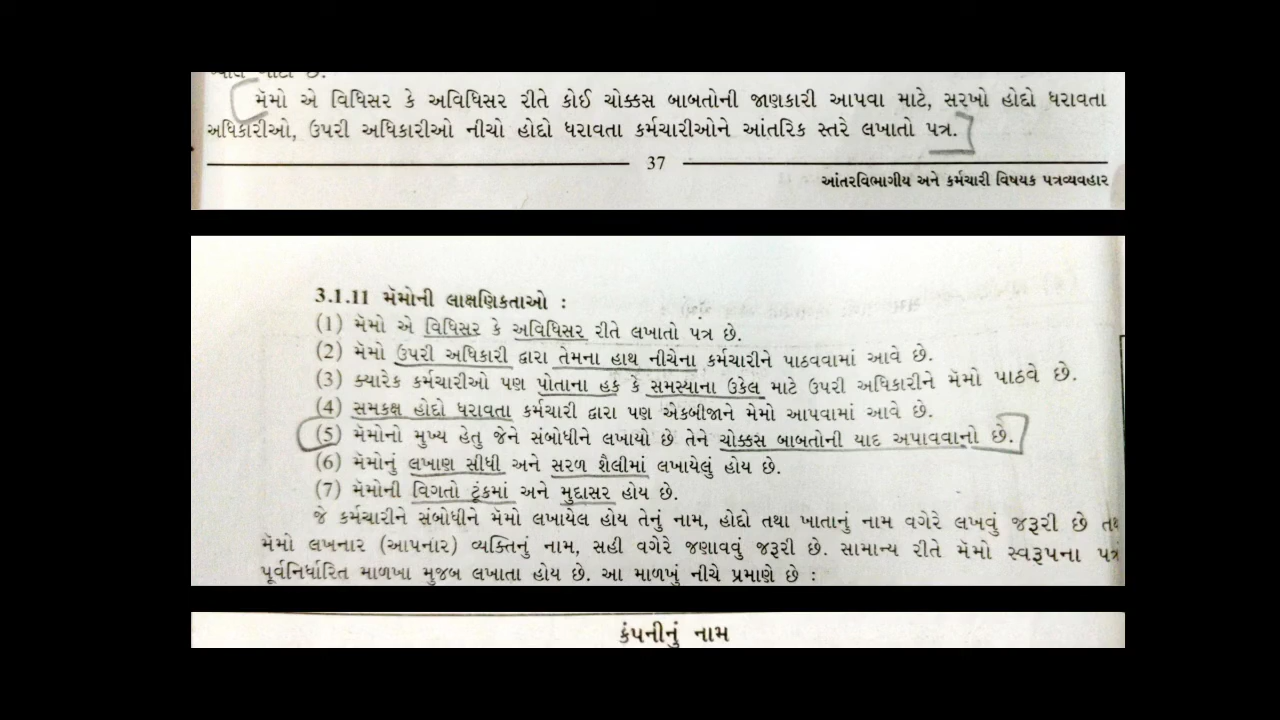 મૅમો એ વિધિસર કે અવિધિસર રીતે કોઈ ચોક્કસ બાબતોની જાણકારી આપવા માટે, સરખો હોદ્દો ધરાવતા
અધિકારીઓ, ઉપરી અધિકારીઓ નીચો હોદ્દો ધરાવતા કર્મચારીઓને આંતરિક સ્તરે લખાતો પત્ર.
37
આંતરવિભાગીય અને કર્મચારી વિષયક પત્રવ્યવહાર
3.1.11 મૅમોની લાક્ષણિકતાઓ :
(1) મૅમો એ વિધિસર કે અવિધિસર રીતે લખાતો પત્ર છે.
(2) મૅમો ઉપરી અધિકારી દ્વારા તેમના હાથ નીચેના કર્મચારીને પાઠવવામાં આવે છે.
(3) ક્યારેક કર્મચારીઓ પણ પોતાના હક કે સમસ્યાના ઉકેલ માટે ઉપરી અધિકારીને મૅમો પાઠવે છે.
(4) સમકક્ષ હોદ્દો ધરાવતા કર્મચારી દ્વારા પણ એકબીજાને મેમો આપવામાં આવે છે.
(5) મૅમોનો મુખ્ય હેતુ જેને સંબોધીને લખાયો છે તેને ચોક્કસ બાબતોની યાદ અપાવવાનો છે.
(6) મૅમોનું લખાણ સીધી અને સરળ શૈલીમાં લખાયેલું હોય છે.
(7) મૅમોની વિગતો ટૂંકમાં અને મુદ્દાસર હોય છે.
જે કર્મચારીને સંબોધીને મૅમો લખાયેલ હોય તેનું નામ, હોદ્દો તથા ખાતાનું નામ વગેરે લખવું જરૂરી છે
મૅમો લખનાર (આપનાર) વ્યક્તિનું નામ, સહી વગેરે જણાવવું જરૂરી છે. સામાન્ય રીતે મૅમો સ્વરૂપના
પૂર્વનિર્ધારિત માળખા મુજબ લખાતા હોય છે. આ માળખું નીચે પ્રમાણે છે :
કંપનીનું નામ